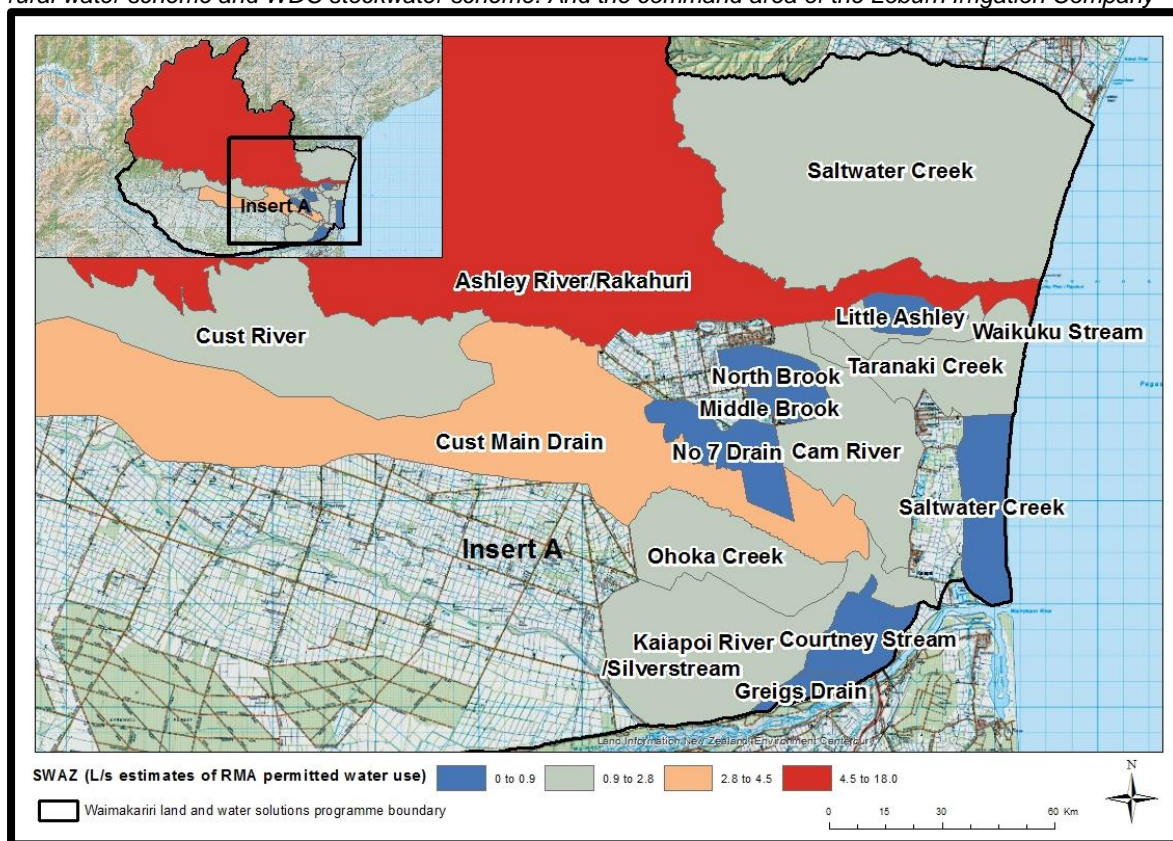 rural water scheme and WDC stockwater scheme. And the command area of the Loburn Irrigation Company
Insert A
Saltwater Creek
Ashley River/Rakahuri
Little Ashley
Waikuku Stream
Cust River
Taranaki Creek
North Brook
Middle Brook
Cust Main Drain
No 7 Drain
Cam River
Saltwater Creek
Insert A
Ohoka Creek
Kaiapoi River
/Silverstream
Courtney Stream
Greigs Drain
Land Information New Zealand (Environment Canterbury)
SWAZ (L/s estimates of RMA permitted water use)
0 to 0.9
0.9 to 2.8
2.8 to 4.5
4.5 to 18.0
Waimakariri land and water solutions programme boundary
0 15 30 60 Km
N